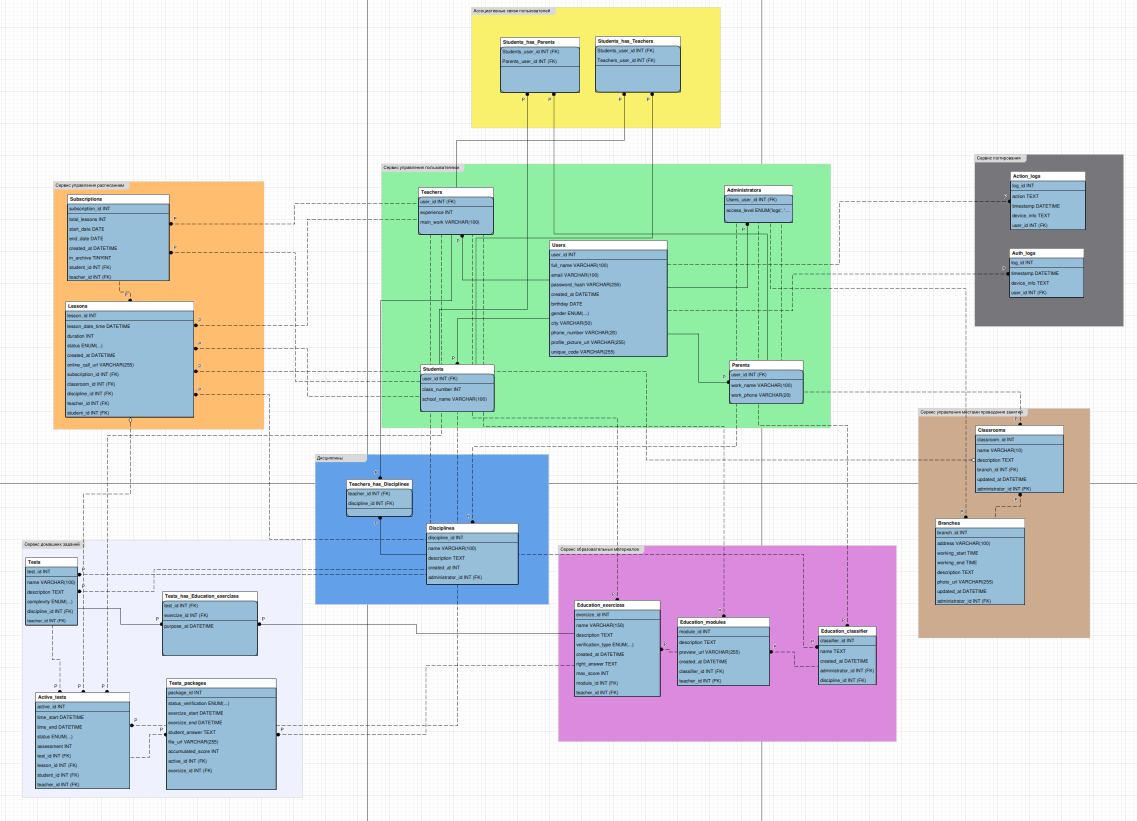 Ассоциативные связи пользователей
Students_has_Parents
Students_user_id INT (FK)
Parents_user_id INT (FK)
Students_has_Teachers
Students_user_id INT (FK)
Teachers_user_id INT (FK)
Сервис управления расписанием
Subscriptions
subscription_id INT
total_lessons INT
start_date DATE
end_date DATE
created_at DATETIME
in_archive TINYINT
student_id INT (FK)
teacher_id INT (FK)
Lessons
lesson_id INT
lesson_date_time DATETIME
duration INT
status ENUM(...)
created_at DATETIME
online_call_url VARCHAR(255)
subscription_id INT (FK)
classroom_id INT (FK)
discipline_id INT (FK)
teacher_id INT (FK)
student_id INT (FK)
Сервис управления пользователями
Teachers
user_id INT (FK)
experience INT
main_work VARCHAR(100)
Administrators
Users_user_id INT (FK)
access_level ENUM('logs', '...
Users
user_id INT
full_name VARCHAR(100)
email VARCHAR(100)
password_hash VARCHAR(255)
created_at DATETIME
birthday DATE
gender ENUM(...)
city VARCHAR(50)
phone_number VARCHAR(20)
profile_picture_url VARCHAR(255)
unique_code VARCHAR(255)
Students
user_id INT (FK)
class_number INT
school_name VARCHAR(100)
Parents
user_id INT (FK)
work_name VARCHAR(100)
work_phone VARCHAR(20)
Сервис логирования
Action_logs
log_id INT
action TEXT
timestamp DATETIME
device_info TEXT
user_id INT (FK)
Auth_logs
log_id INT
timestamp DATETIME
device_info TEXT
user_id INT (FK)
Сервис управления местами проведения занятий
Classrooms
classroom_id INT
name VARCHAR(10)
description TEXT
branch_id INT (FK)
updated_at DATETIME
administrator_id INT (FK)
Branches
branch_id INT
address VARCHAR(100)
working_start TIME
working_end TIME
description TEXT
photo_url VARCHAR(255)
updated_at DATETIME
administrator_id INT (FK)
Дисциплины
Teachers_has_Disciplines
teacher_id INT (FK)
discipline_id INT (FK)
Disciplines
discipline_id INT
name VARCHAR(100)
description TEXT
created_at INT
administrator_id INT (FK)
Сервис домашних заданий
Tests
test_id INT
name VARCHAR(100)
description TEXT
complexity ENUM(...)
discipline_id INT (FK)
teacher_id INT (FK)
Tests_has_Education_exercises
test_id INT (FK)
exercise_id INT (FK)
purpose_at DATETIME
Active_tests
active_id INT
time_start DATETIME
time_end DATETIME
status ENUM(...)
assessment INT
test_id INT (FK)
lesson_id INT (FK)
student_id INT (FK)
teacher_id INT (FK)
Tests_packages
package_id INT
status_verification ENUM(...)
exercise_start DATETIME
exercise_end DATETIME
student_answer TEXT
file_url VARCHAR(255)
accumulated_score INT
active_id INT (FK)
exercise_id INT (FK)
Сервис образовательных материалов
Education_exercises
exercise_id INT
name VARCHAR(150)
description TEXT
verification_type ENUM(...)
created_at DATETIME
right_answer TEXT
max_score INT
module_id INT (FK)
teacher_id INT (FK)
Education_modules
module_id INT
description TEXT
preview_url VARCHAR(255)
created_at DATETIME
classifier_id INT (FK)
teacher_id INT (FK)
Education_classifier
classifier_id INT
name TEXT
created_at DATETIME
administrator_id INT (FK)
discipline_id INT (FK)